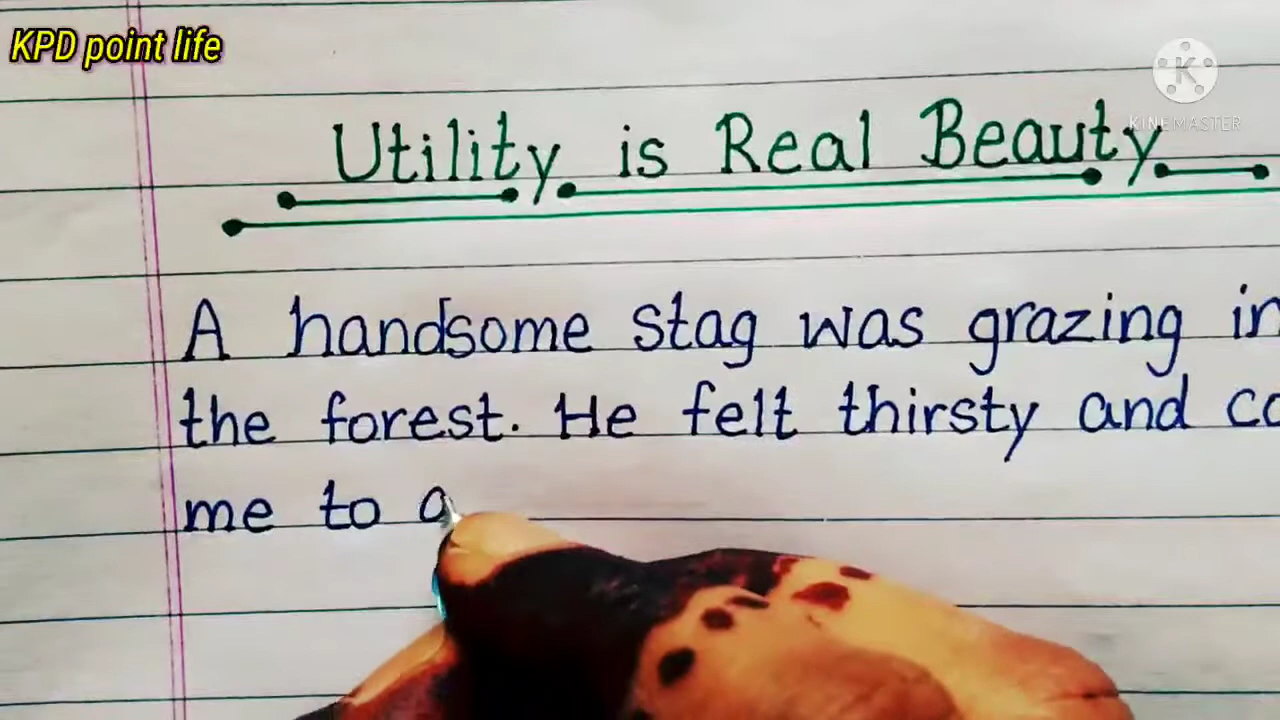 KPD point life
KINEMASTER
Utility is Real Beauty
A handsome stag was grazing in
the forest. He felt thirsty and co
me to a